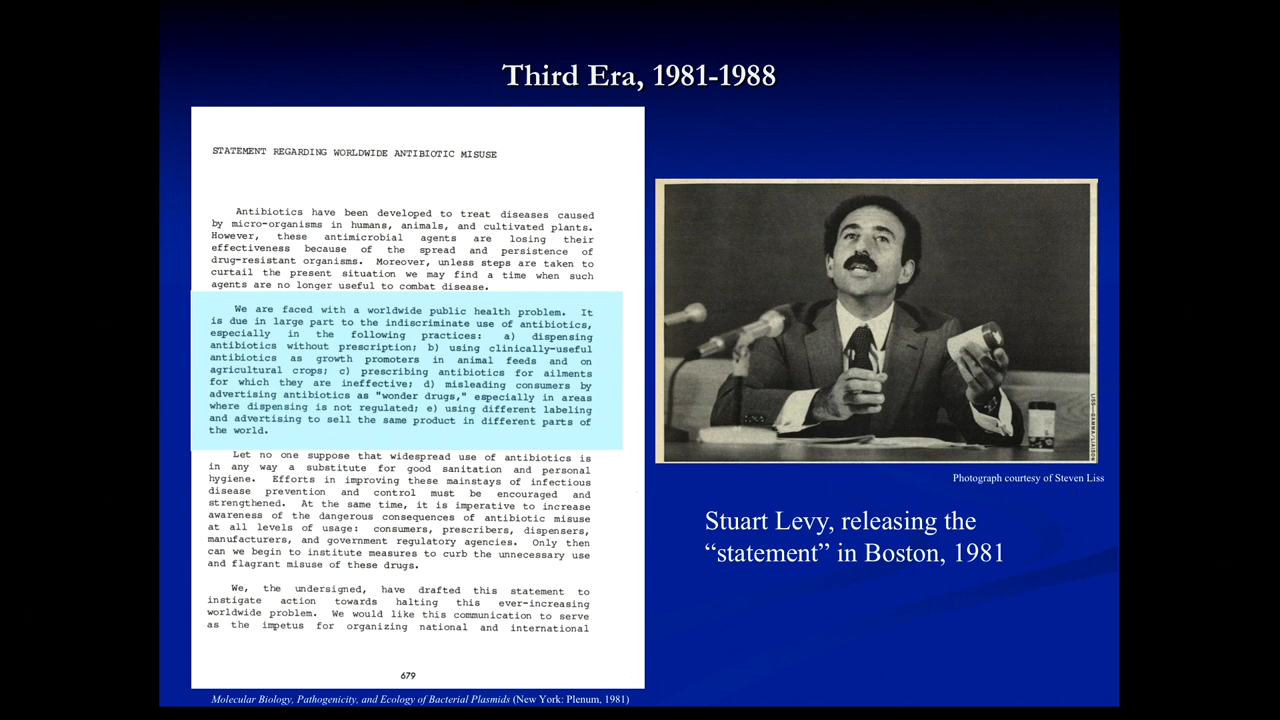 Third Era, 1981-1988
STATEMENT REGARDING WORLDWIDE ANTIBIOTIC MISUSE
Antibiotics have been developed to treat diseases caused
by micro-organisms in humans, animals, and cultivated plants.
However, these antimicrobial agents are losing their
effectiveness because of the spread and persistence of
drug-resistant organisms. Moreover, unless steps are taken to
curtail the present situation we may find a time when such
agents are no longer useful to combat disease.
We are faced with a worldwide public health problem. It
is due in large part to the indiscriminate use of antibiotics,
especially in the following practices: a) dispensing
antibiotics without prescription; b) using clinically-useful
antibiotics as growth promoters in animal feeds and on
agricultural crops; c) prescribing antibiotics for ailments
for which they are ineffective; d) misleading consumers by
advertising antibiotics as "wonder drugs," especially in areas
where dispensing is not regulated; e) using different labeling
and advertising to sell the same product in different parts of
the world.
Let no one suppose that widespread use of antibiotics is
in any way a substitute for good sanitation and personal
hygiene. Efforts in improving these mainstays of infectious
disease prevention and control must be encouraged and
strengthened. At the same time, it is imperative to increase
awareness of the dangerous consequences of antibiotic misuse
at all levels of usage: consumers, prescribers, dispensers,
manufacturers, and government regulatory agencies. Only then
can we begin to institute measures to curb the unnecessary use
and flagrant misuse of these drugs.
We, the undersigned, have drafted this statement to
instigate action towards halting this ever-increasing
worldwide problem. We would like this communication to serve
as the impetus for organizing national and international
679
Molecular Biology, Pathogenicity, and Ecology of Bacterial Plasmids (New York: Plenum, 1981)
LISS—GAMMA/LIAISON
Photograph courtesy of Steven Liss
Stuart Levy, releasing the
“statement” in Boston, 1981